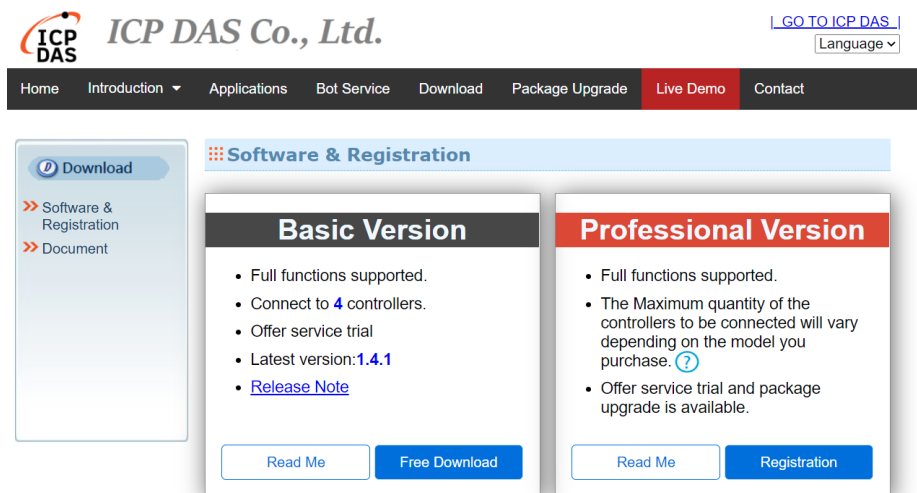 ICP
DAS
ICP DAS Co., Ltd.
| GO TO ICP DAS |
Language
Home Introduction Applications Bot Service Download Package Upgrade Live Demo Contact
D Download
Software &
Registration
Document
Software & Registration
Basic Version
• Full functions supported.
• Connect to 4 controllers.
• Offer service trial
• Latest version:1.4.1
• Release Note
Read Me Free Download
Professional Version
• Full functions supported.
• The Maximum quantity of the
controllers to be connected will vary
depending on the model you
purchase. ?
• Offer service trial and package
upgrade is available.
Read Me Registration